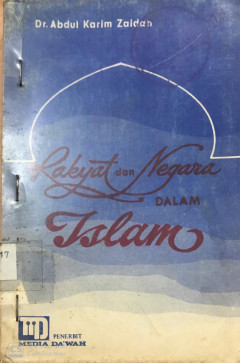 Dr. Abdul Karim Zaidan
Rakyat dan Negara
DALAM
Islam
PENERBIT
MEDIA DA'WAH